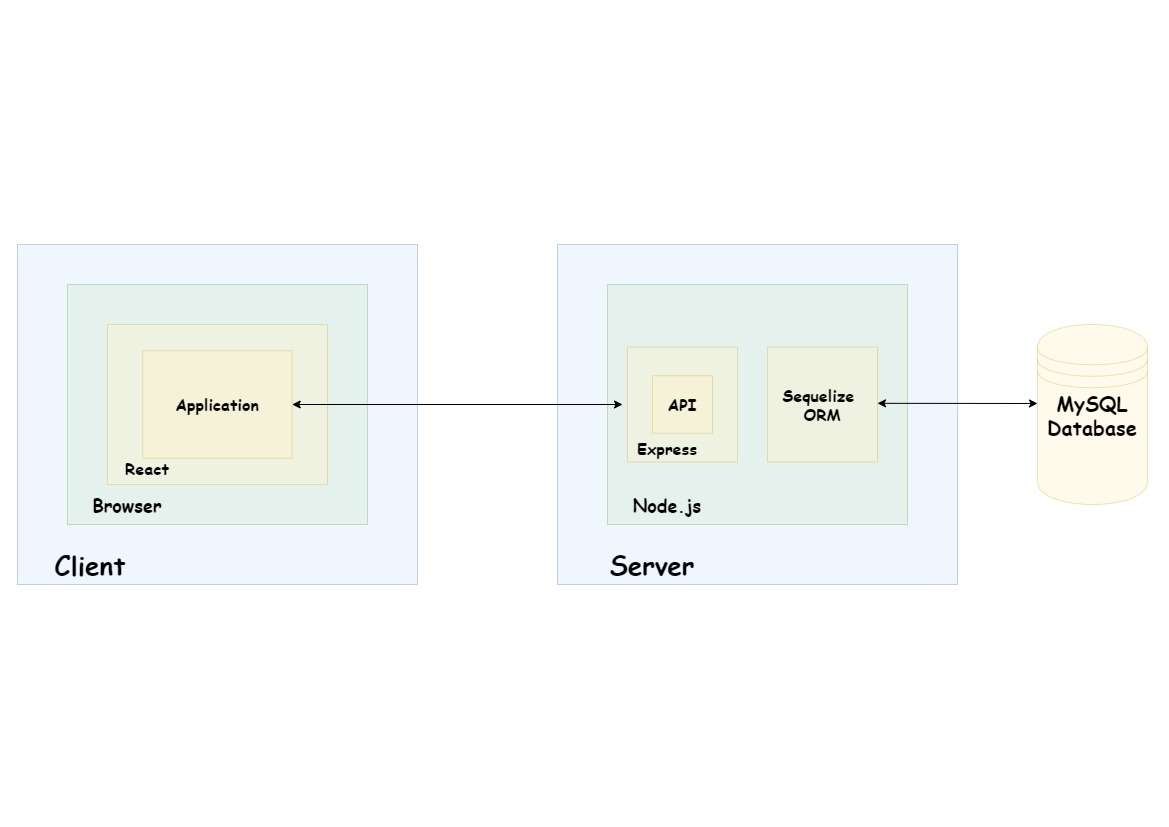 Application
React
Browser
Client
API
Express
Sequelize
ORM
Node.js
Server
MySQL
Database